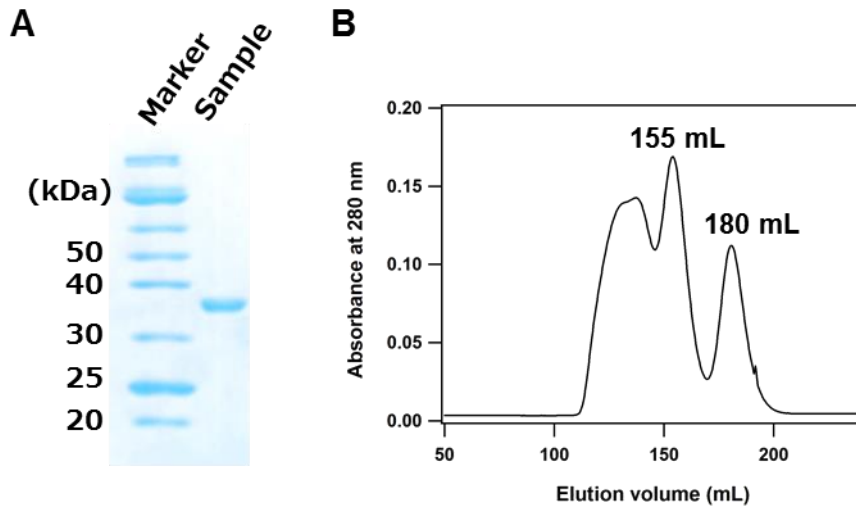 A
Marker
Sample
(kDa)
50
40
30
25
20
B
155 mL
180 mL
0.20
0.15
0.10
0.05
0.00
Absorbance at 280 nm
50
100
150
200
Elution volume (mL)